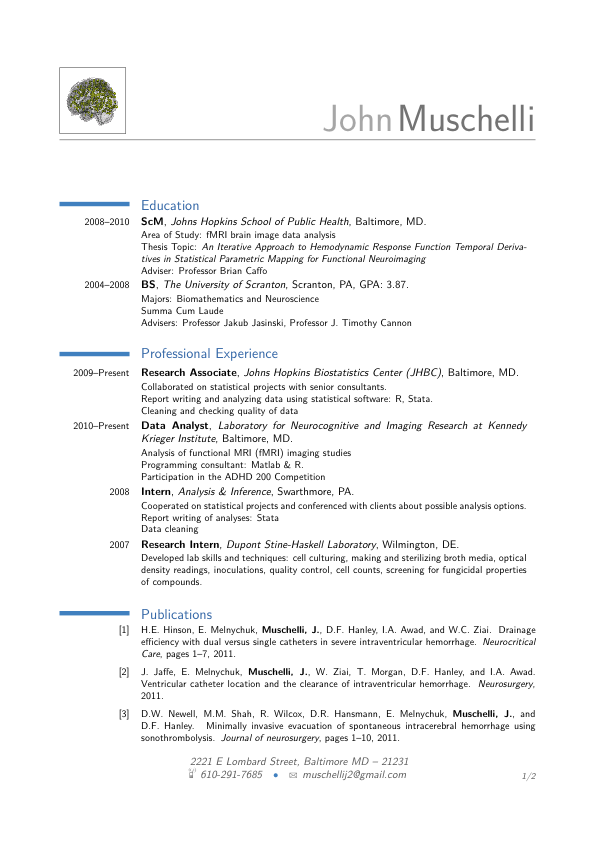 John Muschelli
Education
2008–2010 ScM, Johns Hopkins School of Public Health, Baltimore, MD.
Area of Study: fMRI brain image data analysis
Thesis Topic: An Iterative Approach to Hemodynamic Response Function Temporal Deriva-
tives in Statistical Parametric Mapping for Functional Neuroimaging
Adviser: Professor Brian Caffo
2004–2008 BS, The University of Scranton, Scranton, PA, GPA: 3.87.
Majors: Biomathematics and Neuroscience
Summa Cum Laude
Advisers: Professor Jakub Jasinski, Professor J. Timothy Cannon
Professional Experience
2009–Present Research Associate, Johns Hopkins Biostatistics Center (JHBC), Baltimore, MD.
Collaborated on statistical projects with senior consultants.
Report writing and analyzing data using statistical software: R, Stata.
Cleaning and checking quality of data
2010–Present Data Analyst, Laboratory for Neurocognitive and Imaging Research at Kennedy
Krieger Institute, Baltimore, MD.
Analysis of functional MRI (fMRI) imaging studies
Programming consultant: Matlab & R.
Participation in the ADHD 200 Competition
2008 Intern, Analysis & Inference, Swarthmore, PA.
Cooperated on statistical projects and conferenced with clients about possible analysis options.
Report writing of analyses: Stata
Data cleaning
2007 Research Intern, Dupont Stine-Haskell Laboratory, Wilmington, DE.
Developed lab skills and techniques: cell culturing, making and sterilizing broth media, optical
density readings, inoculations, quality control, cell counts, screening for fungicidal properties
of compounds.
Publications
[1] H.E. Hinson, E. Melnychuk, Muschelli, J., D.F. Hanley, I.A. Awad, and W.C. Ziai. Drainage
efficiency with dual versus single catheters in severe intraventricular hemorrhage. Neurocritical
Care, pages 1–7, 2011.
[2] J. Jaffe, E. Melnychuk, Muschelli, J., W. Ziai, T. Morgan, D.F. Hanley, and I.A. Awad.
Ventricular catheter location and the clearance of intraventricular hemorrhage. Neurosurgery,
2011.
[3] D.W. Newell, M.M. Shah, R. Wilcox, D.R. Hansmann, E. Melnychuk, Muschelli, J., and
D.F. Hanley. Minimally invasive evacuation of spontaneous intracerebral hemorrhage using
sonothrombolysis. Journal of neurosurgery, pages 1–10, 2011.
2221 E Lombard Street, Baltimore MD – 21231
610-291-7685 • muschellij2@gmail.com
1/2